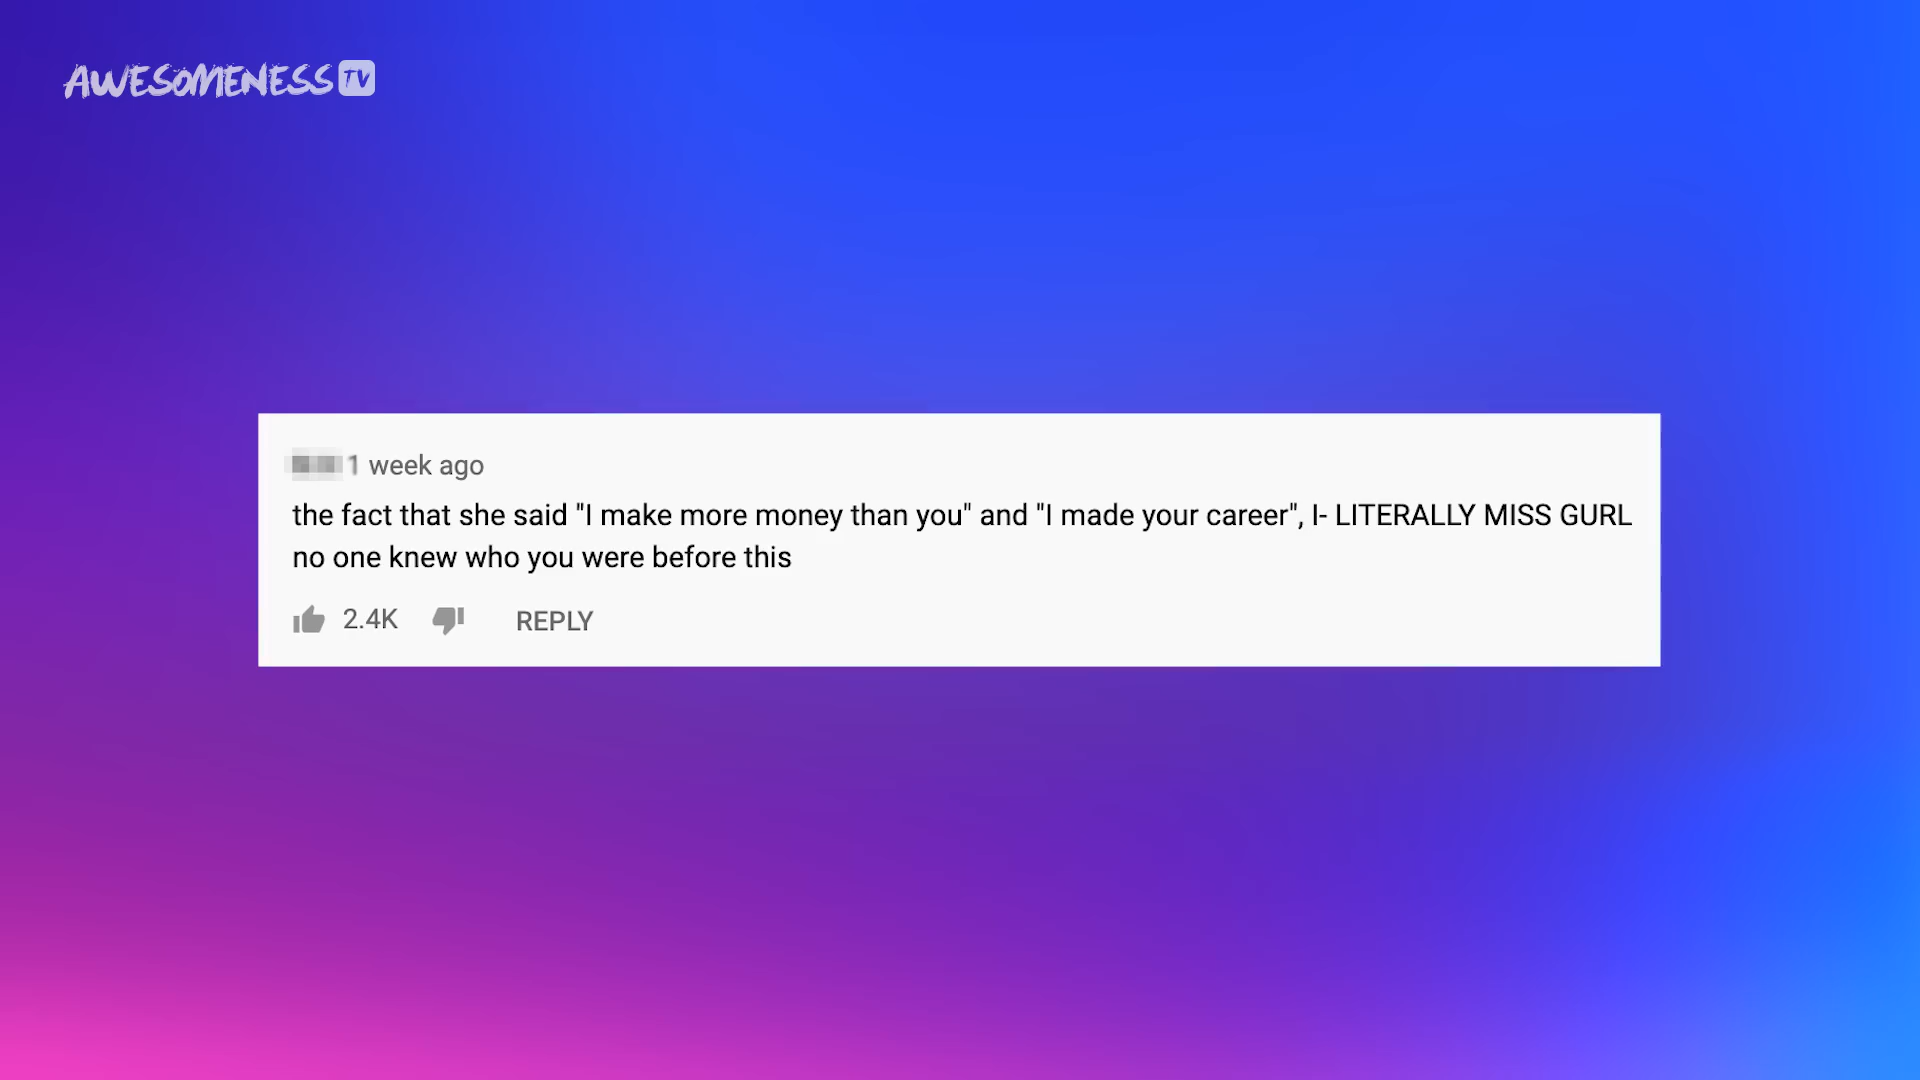 AWESOMENESS TV
1 week ago
the fact that she said "I make more money than you" and "I made your career", I- LITERALLY MISS GURL
no one knew who you were before this
2.4K REPLY